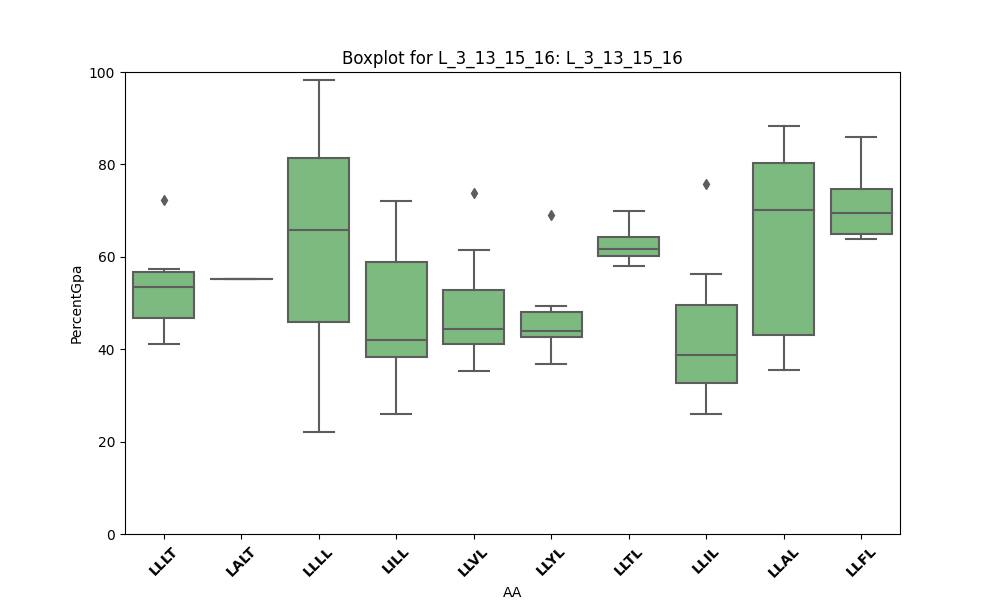 Boxplot for L_3_13_15_16: L_3_13_15_16
100
80
60
40
20
0
PercentGpa
LLLT LALT LLLL LILL LLVL LLYL LLTL LLIL LLAL LLFL
AA